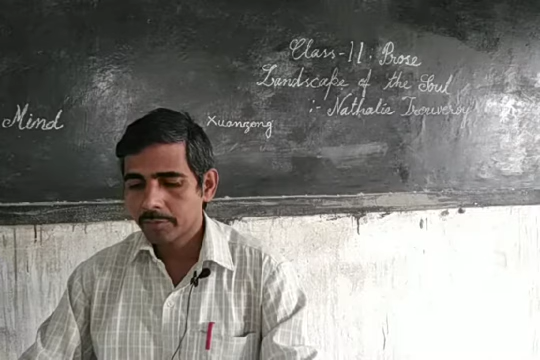 Class-11: Prose
Landscape of the Soul
:- Nathalie Trouveroy
Mind
Xuanzong